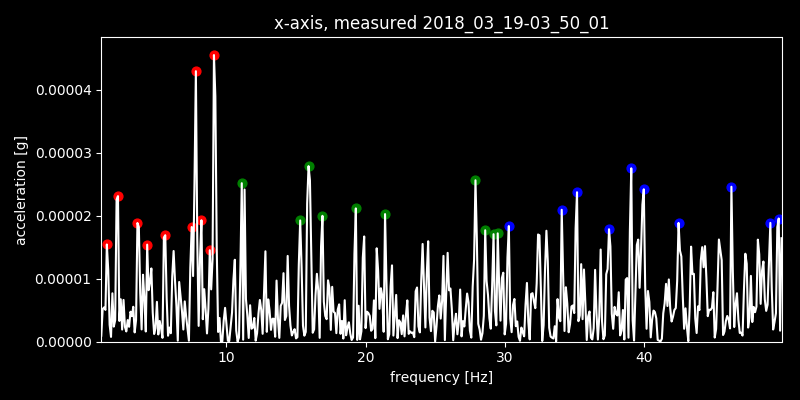 x-axis, measured 2018_03_19-03_50_01
acceleration [g]
0.00004
0.00003
0.00002
0.00001
0.00000
10 20 30 40
frequency [Hz]